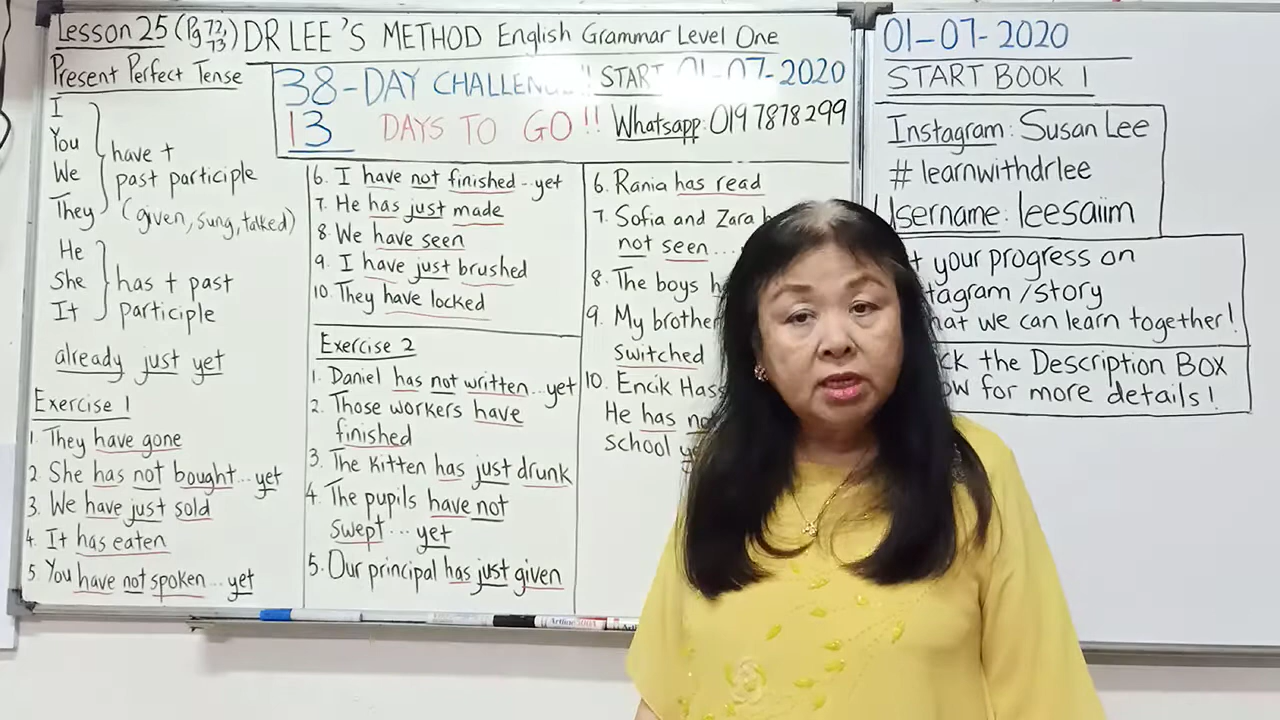 Lesson 25 (Pg 72, 73) DR LEE'S METHOD English Grammar Level One
Present Perfect Tense
38-DAY CHALLENGE!! START 01-07-2020
13 DAYS TO GO!! Whatsapp: 0197878299
I
You
We
They
have +
past participle
(given, sung, talked)
He
She
It
has + past
participle
already just yet
Exercise 1
1. They have gone
2. She has not bought...yet
3. We have just sold
4. It has eaten
5. You have not spoken...yet
6. I have not finished...yet
7. He has just made
8. We have seen
9. I have just brushed
10. They have locked
Exercise 2
1. Daniel has not written...yet
2. Those workers have
finished
3. The kitten has just drunk
4. The pupils have not
swept...yet
5. Our principal has just given
6. Rania has read
7. Sofia and Zara
not seen...
8. The boys
9. My brother
switched
10. Encik
He has
school
01-07-2020
START BOOK 1
Instagram: Susan Lee
# learnwithdrlee
Username: leesaiim
your progress on
/story
we can learn together!
the Description Box
for more details!